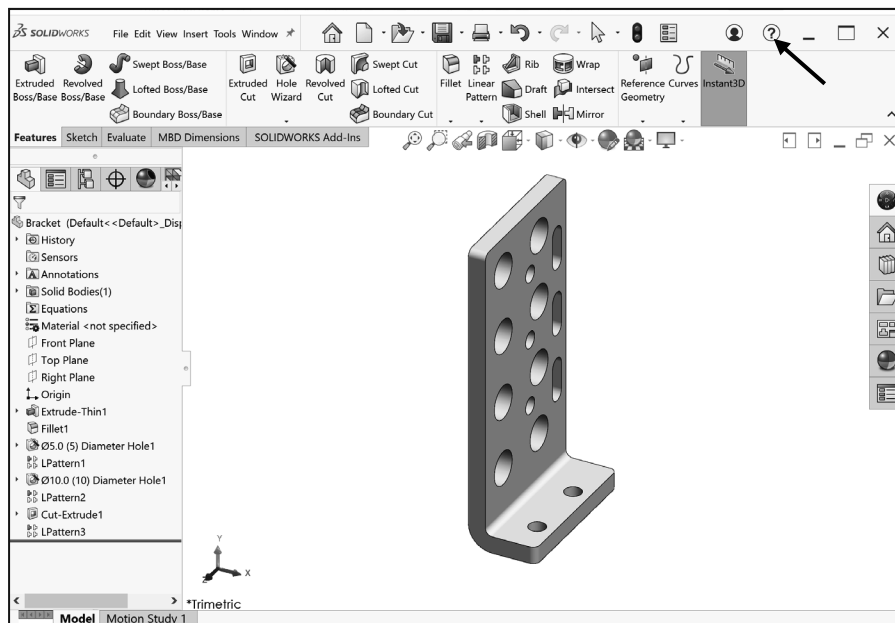 3S SOLIDWORKS File Edit View Insert Tools Window
Extruded Boss/Base
Revolved Boss/Base
Swept Boss/Base
Lofted Boss/Base
Boundary Boss/Base
Extruded Cut
Hole Wizard
Revolved Cut
Swept Cut
Lofted Cut
Boundary Cut
Fillet
Linear Pattern
Rib
Draft
Shell
Wrap
Intersect
Mirror
Reference Geometry
Curves
Instant3D
Features Sketch Evaluate MBD Dimensions SOLIDWORKS Add-Ins
Bracket (Default<<Default>_Disp
History
Sensors
Annotations
Solid Bodies(1)
Equations
Material <not specified>
Front Plane
Top Plane
Right Plane
Origin
Extrude-Thin1
Fillet1
Ø5.0 (5) Diameter Hole1
LPattern1
Ø10.0 (10) Diameter Hole1
LPattern2
Cut-Extrude1
LPattern3
Y
X
Z
*Trimetric
Model Motion Study 1